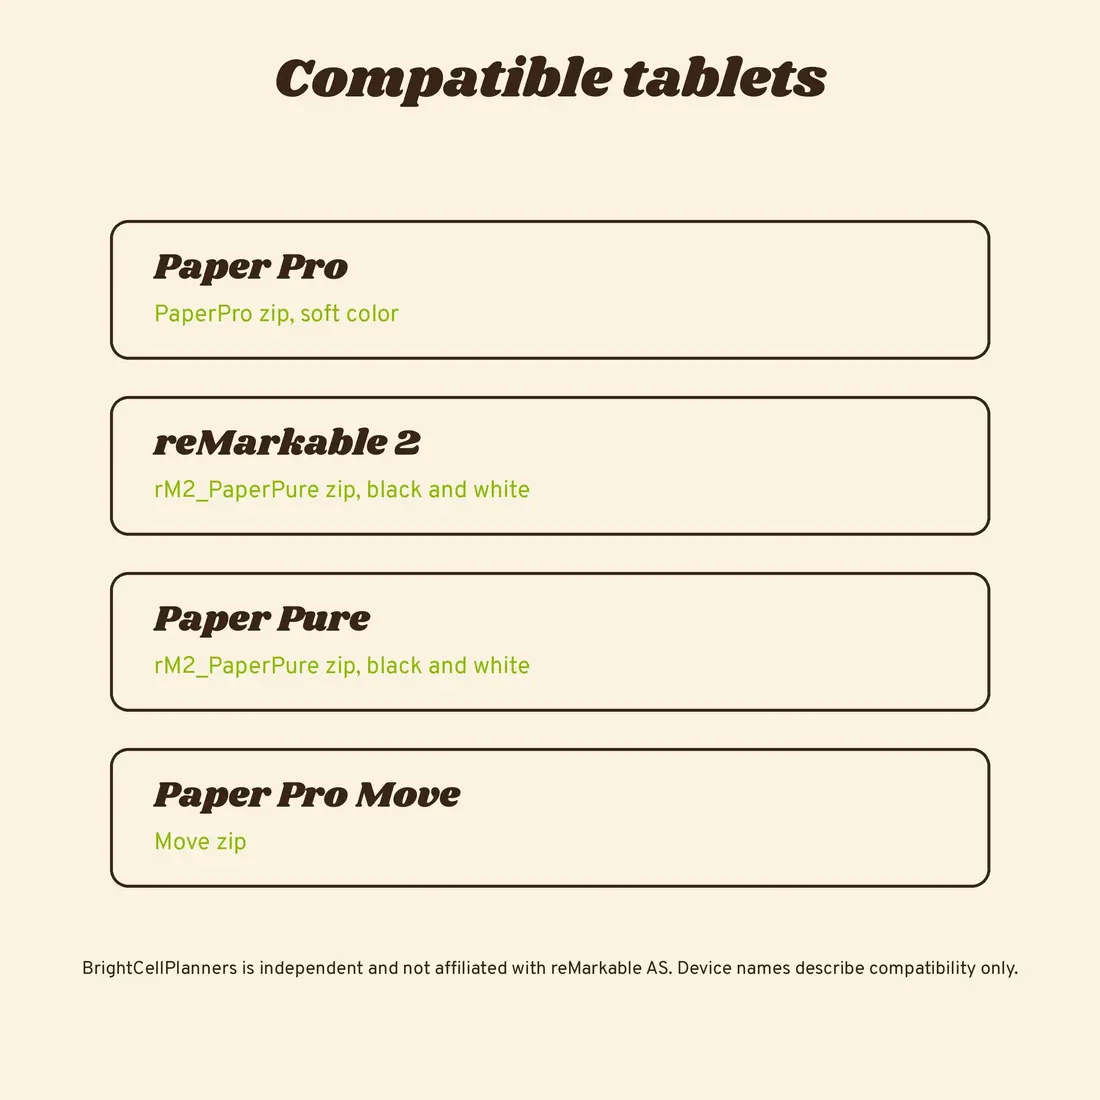 Compatible tablets
Paper Pro
PaperPro zip, soft color
reMarkable 2
rM2_PaperPure zip, black and white
Paper Pure
rM2_PaperPure zip, black and white
Paper Pro Move
Move zip
BrightCellPlanners is independent and not affiliated with reMarkable AS. Device names describe compatibility only.